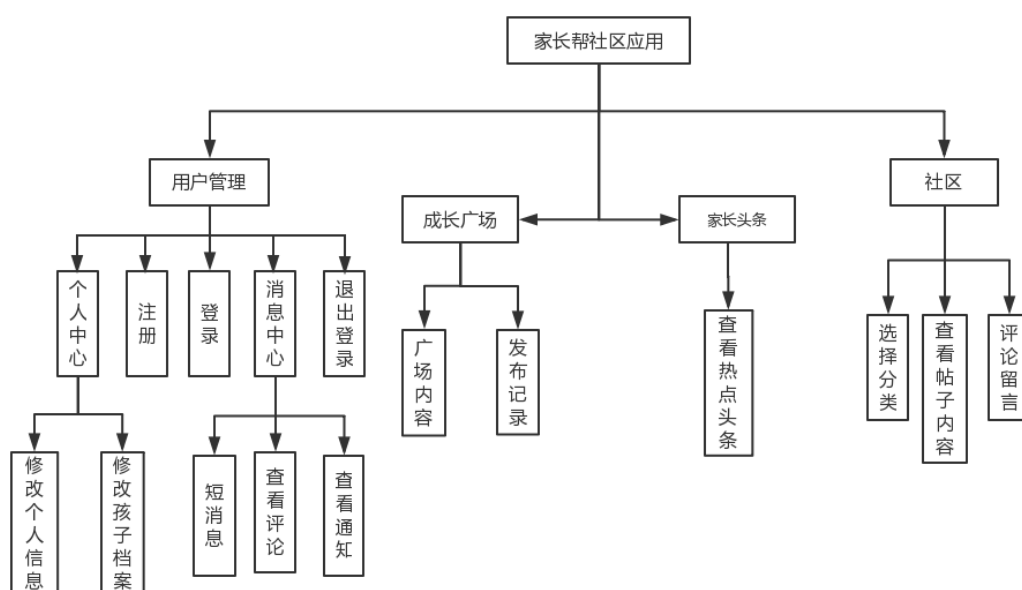 家长帮社区应用
用户管理
社区
成长广场
家长头条
个人中心
注册
登录
消息中心
退出登录
广场内容
发布记录
查看热点头条
选择分类
查看帖子内容
评论留言
修改个人信息
修改孩子档案
短消息
查看评论
查看通知